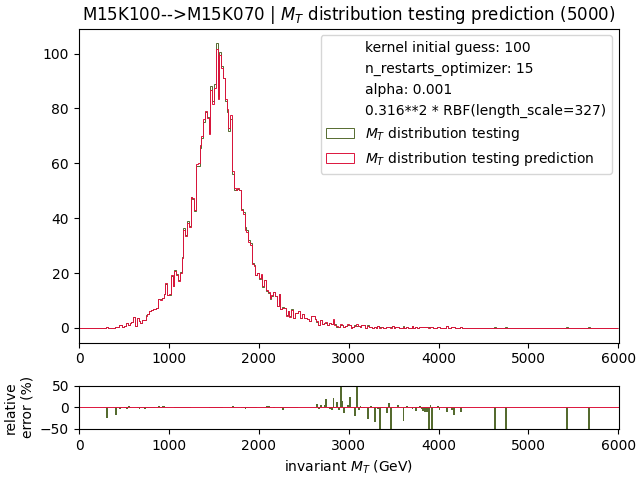 M15K100-->M15K070 | M_T distribution testing prediction (5000)
kernel initial guess: 100
n_restarts_optimizer: 15
alpha: 0.001
0.316**2 * RBF(length_scale=327)
M_T distribution testing
M_T distribution testing prediction
100
80
60
40
20
0
0 1000 2000 3000 4000 5000 6000
relative
error (%)
50
0
−50
0 1000 2000 3000 4000 5000 6000
invariant M_T (GeV)